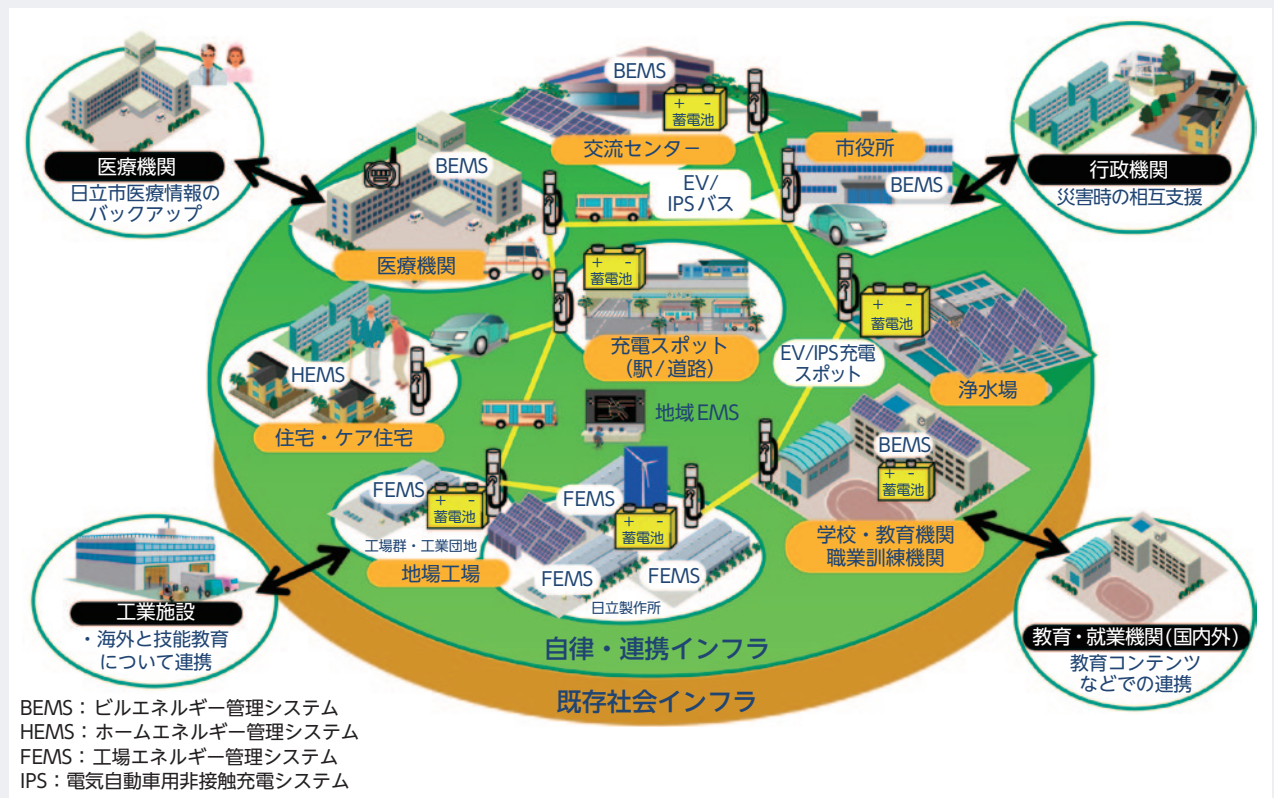 BEMS
+ -
蓄電池
交流センター
市役所
BEMS
医療機関
日立市医療情報の
バックアップ
BEMS
医療機関
EV/
IPSバス
行政機関
災害時の相互支援
+ -
蓄電池
充電スポット
(駅/道路)
+ -
蓄電池
EV/IPS充電
スポット
浄水場
HEMS
住宅・ケア住宅
地域EMS
FEMS
+ -
蓄電池
工場群・工業団地
地場工場
FEMS
+ -
蓄電池
FEMS
FEMS
日立製作所
BEMS
+ -
蓄電池
学校・教育機関
職業訓練機関
工業施設
・海外と技能教育
について連携
教育・就業機関(国内外)
教育コンテンツ
などでの連携
自律・連携インフラ
既存社会インフラ
BEMS:ビルエネルギー管理システム
HEMS:ホームエネルギー管理システム
FEMS:工場エネルギー管理システム
IPS:電気自動車用非接触充電システム